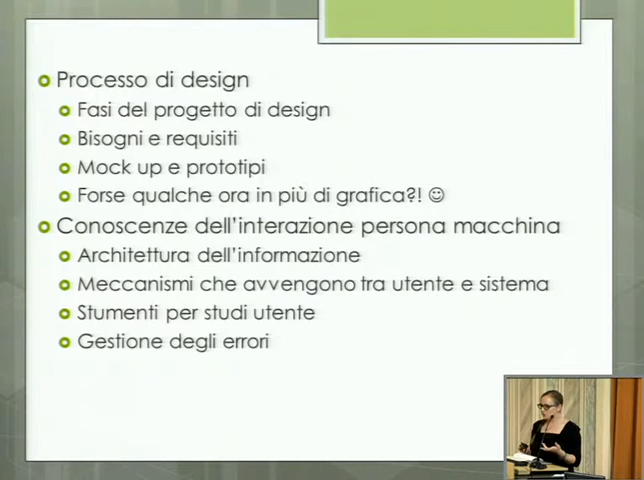 Processo di design
Fasi del progetto di design
Bisogni e requisiti
Mock up e prototipi
Forse qualche ora in più di grafica?! ☺
Conoscenze dell'interazione persona macchina
Architettura dell'informazione
Meccanismi che avvengono tra utente e sistema
Stumenti per studi utente
Gestione degli errori